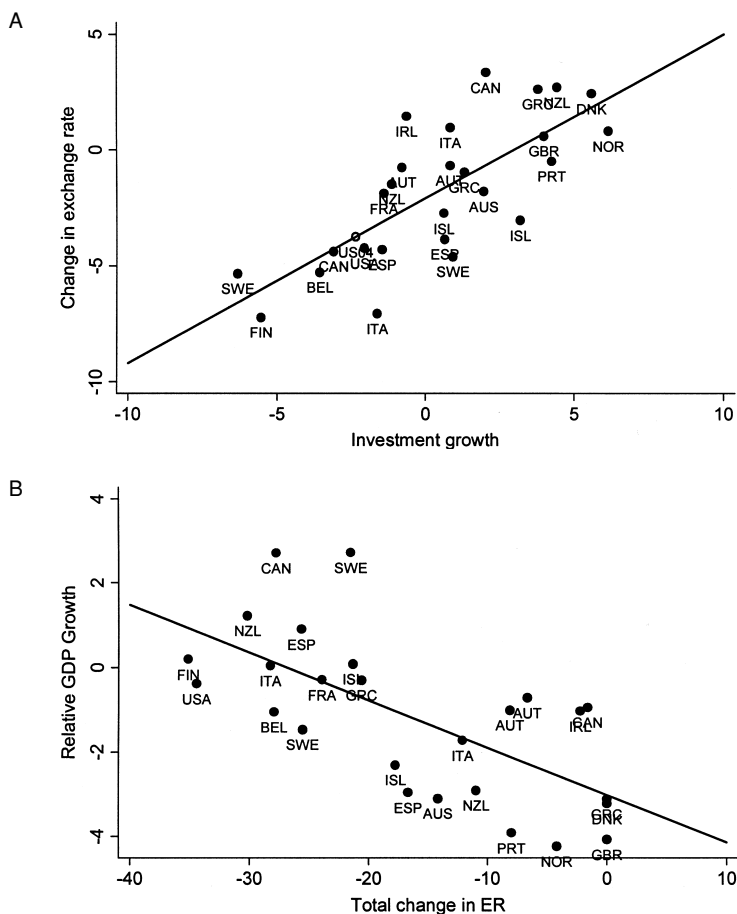 A
5
0
-5
-10
Change in exchange rate
CAN
GRC
NZL
DNK
IRL
ITA
GBR
NOR
PRT
AUT
AUT
GRC
NZL
FRA
AUS
ISL
ISL
US04
CAN
USA
ESP
ESP
SWE
SWE
BEL
FIN
ITA
-10 -5 0 5 10
Investment growth
B
4
2
0
-2
-4
Relative GDP Growth
CAN
SWE
NZL
ESP
FIN
ITA
ISL
USA
FRA
GRC
BEL
SWE
AUT
AUT
IRL
CAN
ITA
ISL
ESP
AUS
NZL
GRC
DNK
PRT
NOR
GBR
-40 -30 -20 -10 0 10
Total change in ER